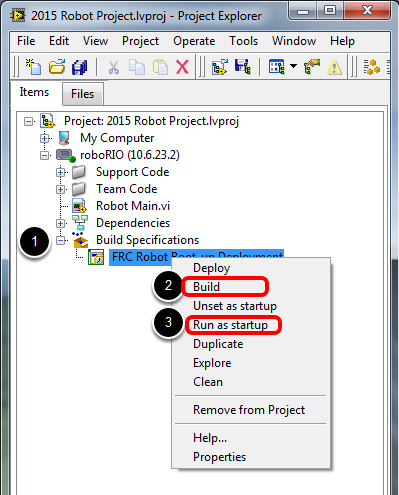 2015 Robot Project.lvproj - Project Explorer
File Edit View Project Operate Tools Window Help
Items Files
Project: 2015 Robot Project.lvproj
My Computer
roboRIO (10.6.23.2)
Support Code
Team Code
Robot Main.vi
Dependencies
1 Build Specifications
FRC Robot Boot-up Deployment
Deploy
2 Build
Unset as startup
3 Run as startup
Duplicate
Explore
Clean
Remove from Project
Help...
Properties